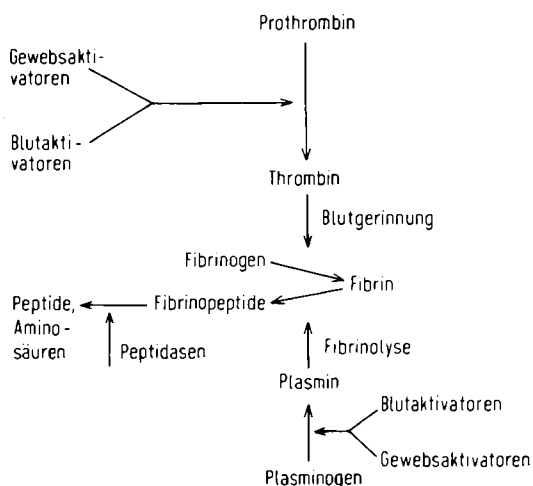 Prothrombin
Gewebsakti-
vatoren
Blutakti-
vatoren
Thrombin
Blutgerinnung
Fibrinogen
Fibrin
Peptide,
Amino-
säuren
Fibrinopeptide
Peptidasen
Fibrinolyse
Plasmin
Blutaktivatoren
Gewebsaktivatoren
Plasminogen